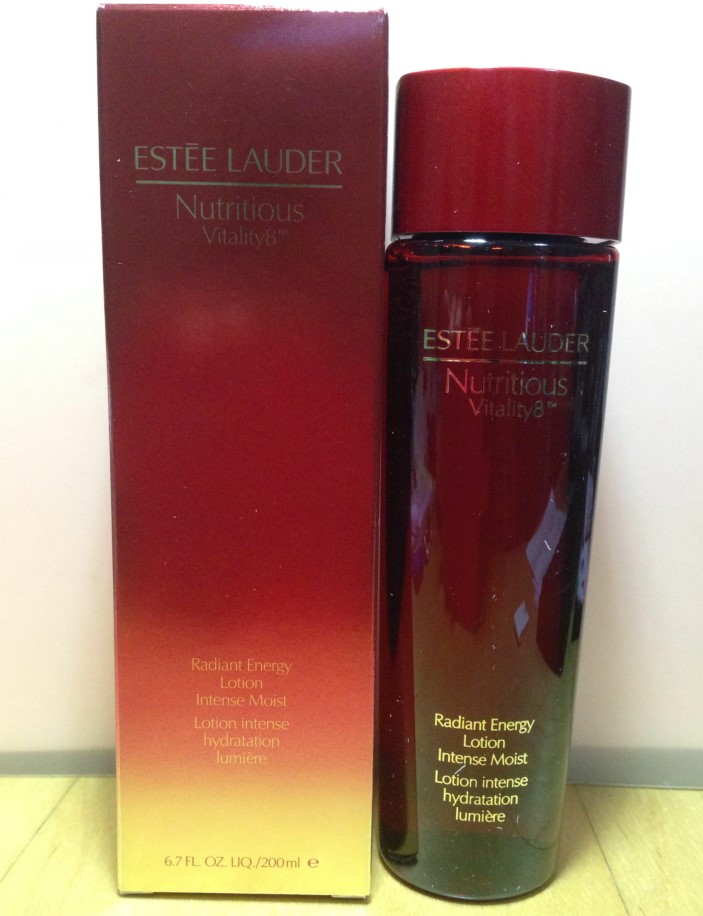 ESTĒE LAUDER
Nutritious
Vitality8™
Radiant Energy
Lotion
Intense Moist
Lotion intense
hydratation
lumière
6.7 FL. OZ. LIQ./200ml ℮
ESTĒE LAUDER
Nutritious
Vitality8™
Radiant Energy
Lotion
Intense Moist
Lotion intense
hydratation
lumière